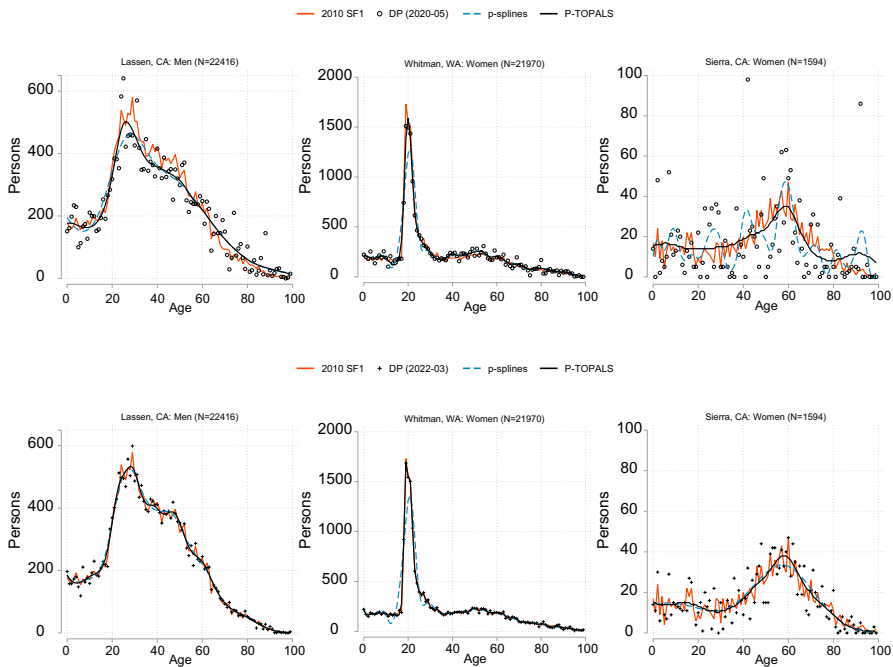 2010 SF1 DP (2020-05) p-splines P-TOPALS
Lassen, CA: Men (N=22416)
Persons
600
400
200
0
0 20 40 60 80 100
Age
Whitman, WA: Women (N=21970)
Persons
2000
1500
1000
500
0
0 20 40 60 80 100
Age
Sierra, CA: Women (N=1594)
Persons
100
80
60
40
20
0
0 20 40 60 80 100
Age
2010 SF1 DP (2022-03) p-splines P-TOPALS
Lassen, CA: Men (N=22416)
Persons
600
400
200
0
0 20 40 60 80 100
Age
Whitman, WA: Women (N=21970)
Persons
2000
1500
1000
500
0
0 20 40 60 80 100
Age
Sierra, CA: Women (N=1594)
Persons
100
80
60
40
20
0
0 20 40 60 80 100
Age